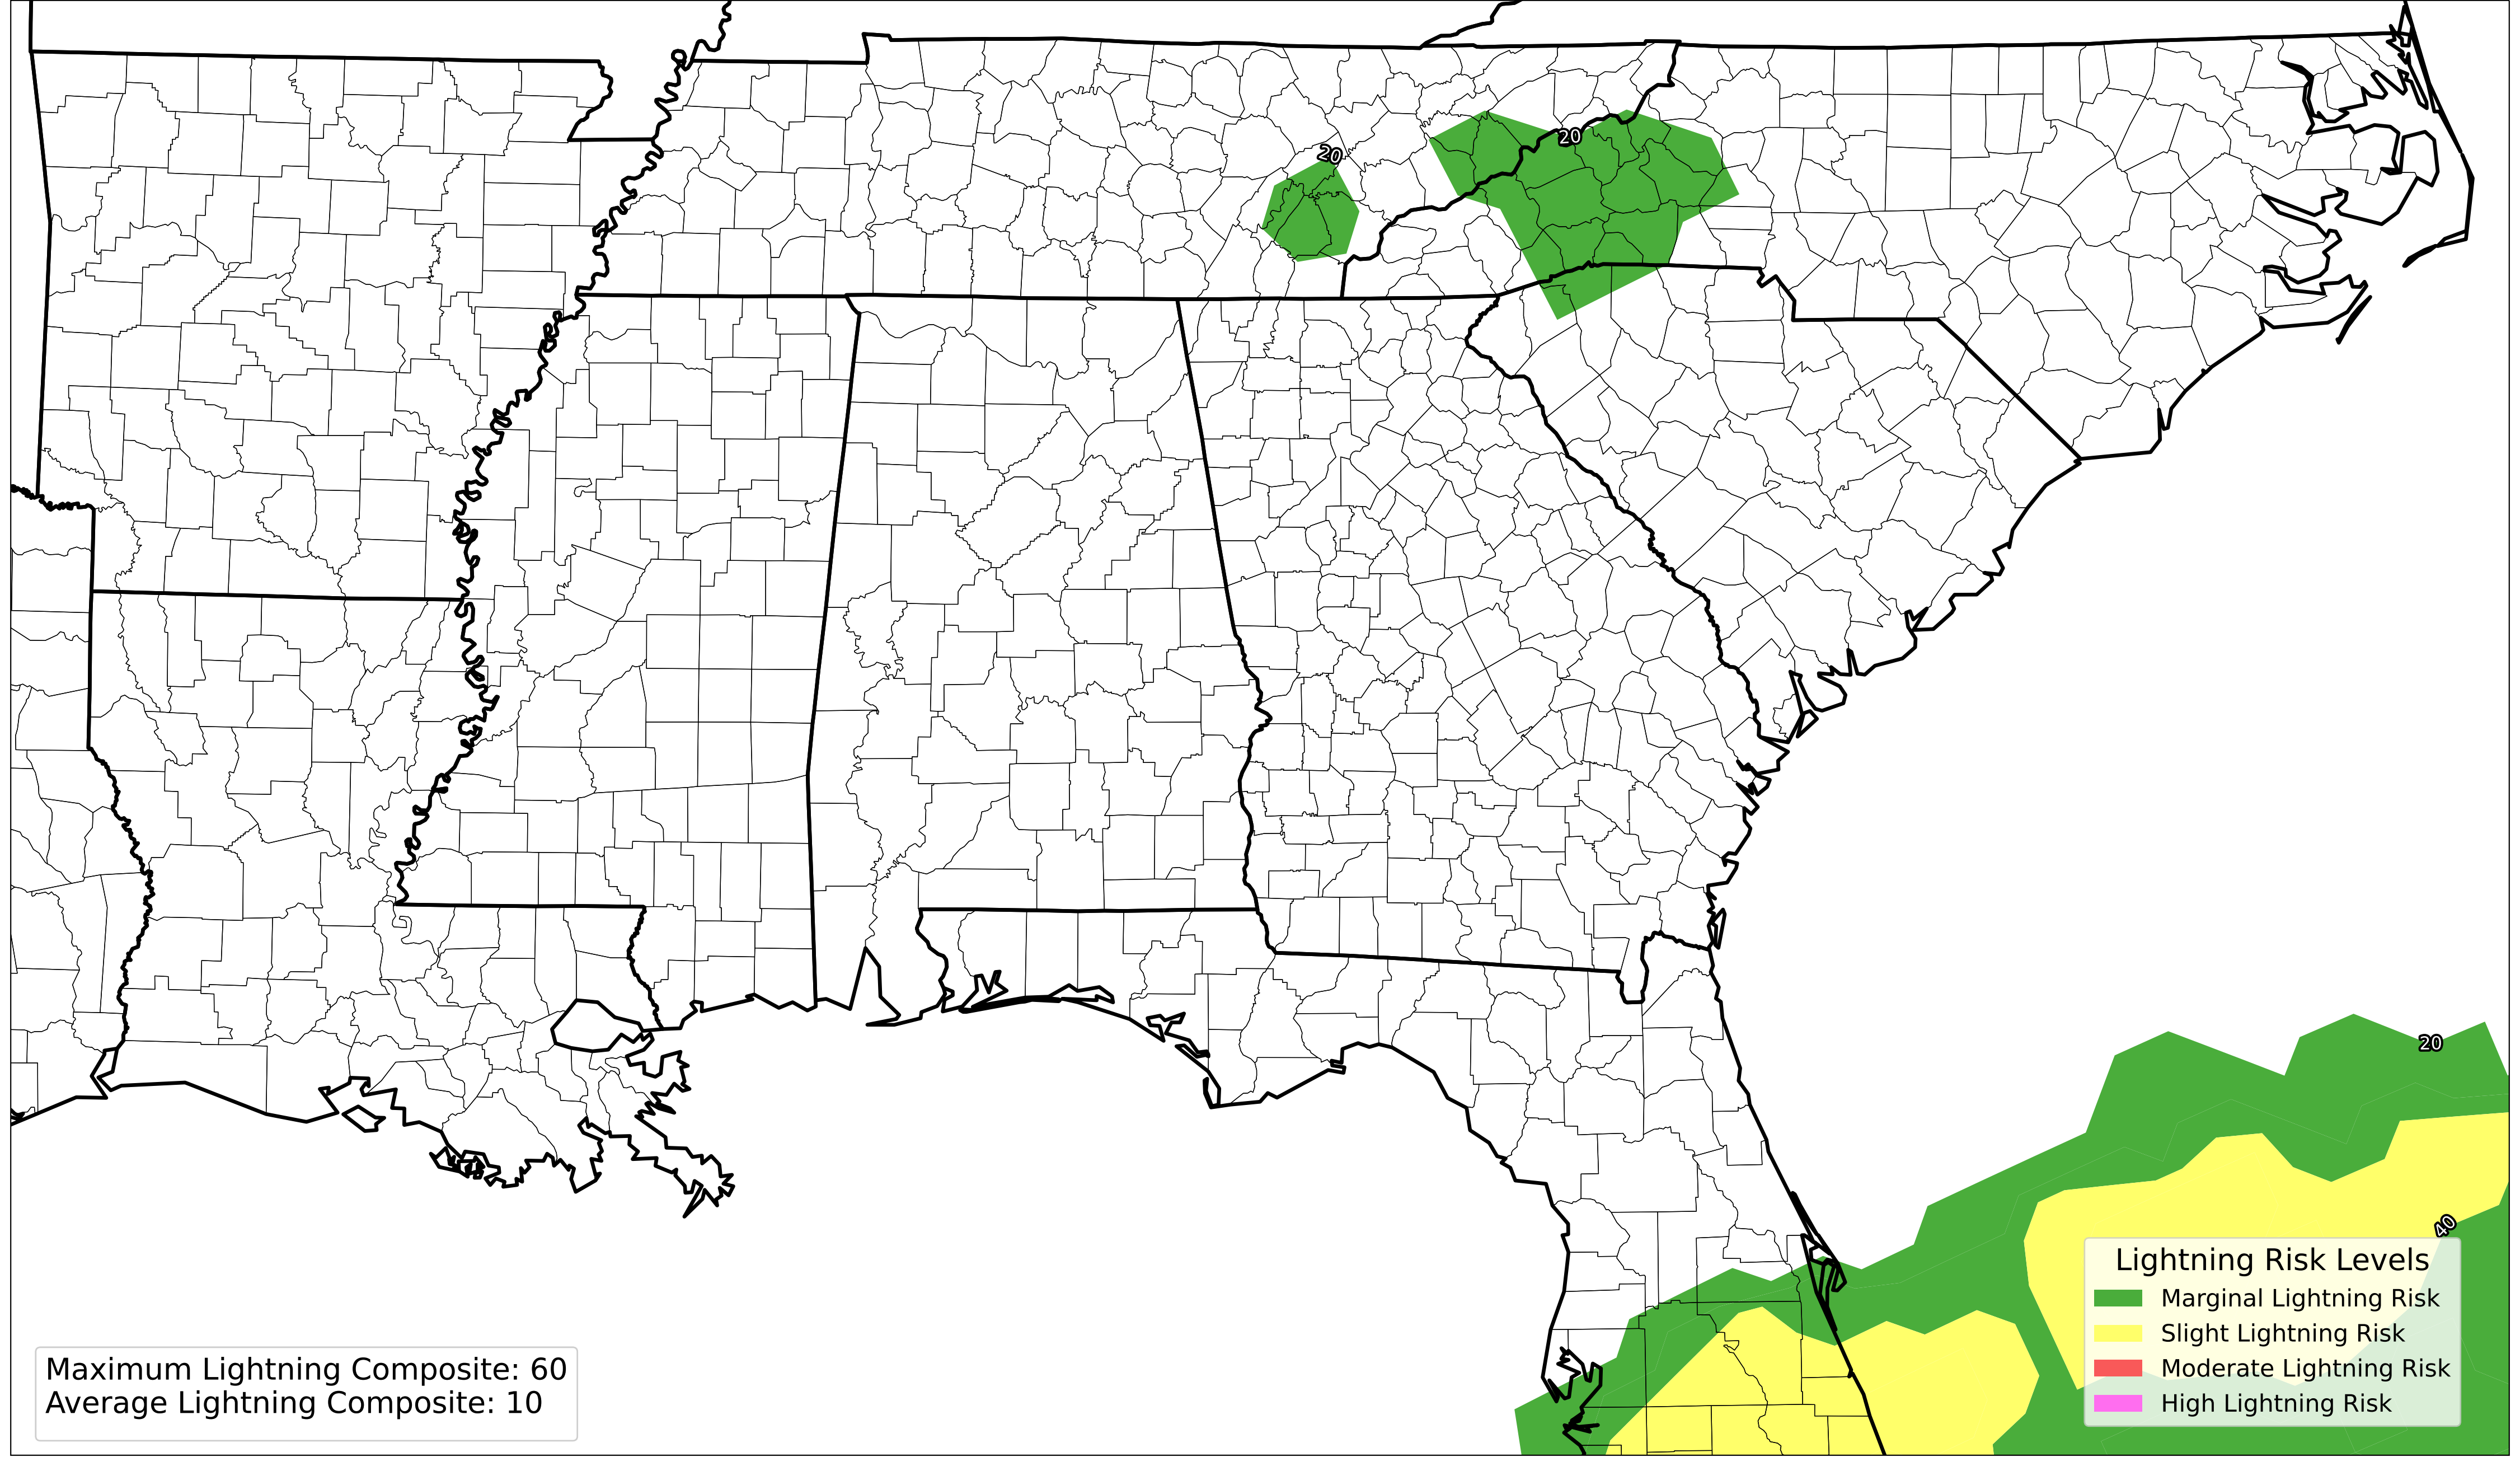 20
20
20
40
Lightning Risk Levels
Marginal Lightning Risk
Slight Lightning Risk
Moderate Lightning Risk
High Lightning Risk
Maximum Lightning Composite: 60
Average Lightning Composite: 10